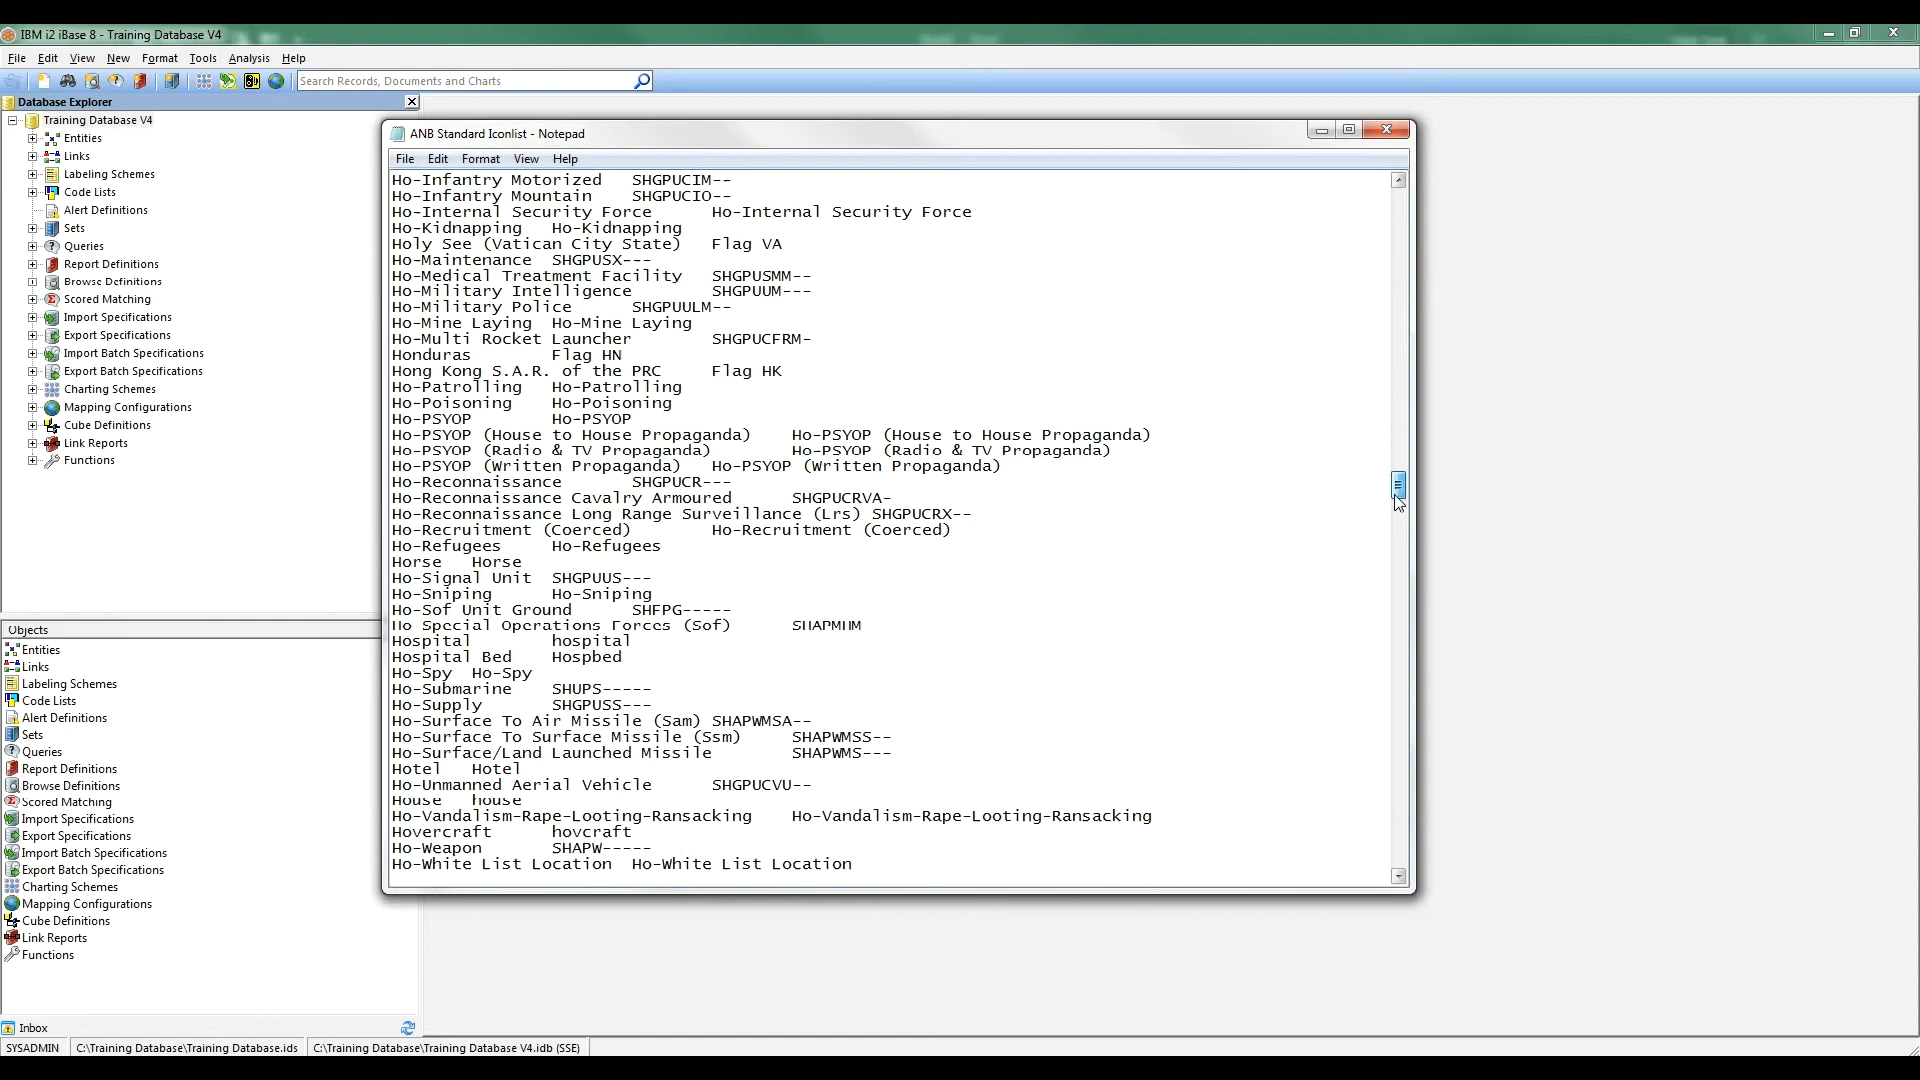 IBM i2 iBase 8 - Training Database V4
File Edit View New Format Tools Analysis Help
Search Records, Documents and Charts
Database Explorer
Training Database V4
Entities
Links
Labeling Schemes
Code Lists
Alert Definitions
Sets
Queries
Report Definitions
Browse Definitions
Scored Matching
Import Specifications
Export Specifications
Import Batch Specifications
Export Batch Specifications
Charting Schemes
Mapping Configurations
Cube Definitions
Link Reports
Functions
Objects
Entities
Links
Labeling Schemes
Code Lists
Alert Definitions
Sets
Queries
Report Definitions
Browse Definitions
Scored Matching
Import Specifications
Export Specifications
Import Batch Specifications
Export Batch Specifications
Charting Schemes
Mapping Configurations
Cube Definitions
Link Reports
Functions
Inbox
ANB Standard Iconlist - Notepad
File Edit Format View Help
Ho-Infantry Motorized SHGPUCIM--
Ho-Infantry Mountain SHGPUCIO--
Ho-Internal Security Force Ho-Internal Security Force
Ho-Kidnapping Ho-Kidnapping
Holy See (Vatican City State) Flag VA
Ho-Maintenance SHGPUSX---
Ho-Medical Treatment Facility SHGPUSMM--
Ho-Military Intelligence SHGPUUM---
Ho-Military Police SHGPUULM--
Ho-Mine Laying Ho-Mine Laying
Ho-Multi Rocket Launcher SHGPUCFRM-
Honduras Flag HN
Hong Kong S.A.R. of the PRC Flag HK
Ho-Patrolling Ho-Patrolling
Ho-Poisoning Ho-Poisoning
Ho-PSYOP Ho-PSYOP
Ho-PSYOP (House to House Propaganda) Ho-PSYOP (House to House Propaganda)
Ho-PSYOP (Radio & TV Propaganda) Ho-PSYOP (Radio & TV Propaganda)
Ho-PSYOP (Written Propaganda) Ho-PSYOP (Written Propaganda)
Ho-Reconnaissance SHGPUCR---
Ho-Reconnaissance Cavalry Armoured SHGPUCRVA-
Ho-Reconnaissance Long Range Surveillance (Lrs) SHGPUCRX--
Ho-Recruitment (Coerced) Ho-Recruitment (Coerced)
Ho-Refugees Ho-Refugees
Horse Horse
Ho-Signal Unit SHGPUUS---
Ho-Sniping Ho-Sniping
Ho-Sof Unit Ground SHFPG-----
Ho Special Operations Forces (Sof) SHAPMHM
Hospital hospital
Hospital Bed Hospbed
Ho-Spy Ho-Spy
Ho-Submarine SHUPS-----
Ho-Supply SHGPUSS---
Ho-Surface To Air Missile (Sam) SHAPWMSA--
Ho-Surface To Surface Missile (Ssm) SHAPWMSS--
Ho-Surface/Land Launched Missile SHAPWMS---
Hotel Hotel
Ho-Unmanned Aerial Vehicle SHGPUCVU--
House house
Ho-Vandalism-Rape-Looting-Ransacking Ho-Vandalism-Rape-Looting-Ransacking
Hovercraft hovcraft
Ho-Weapon SHAPW-----
Ho-White List Location Ho-White List Location
SYSADMIN C:\Training Database\Training Database.ids C:\Training Database\Training Database V4.idb (SSE)